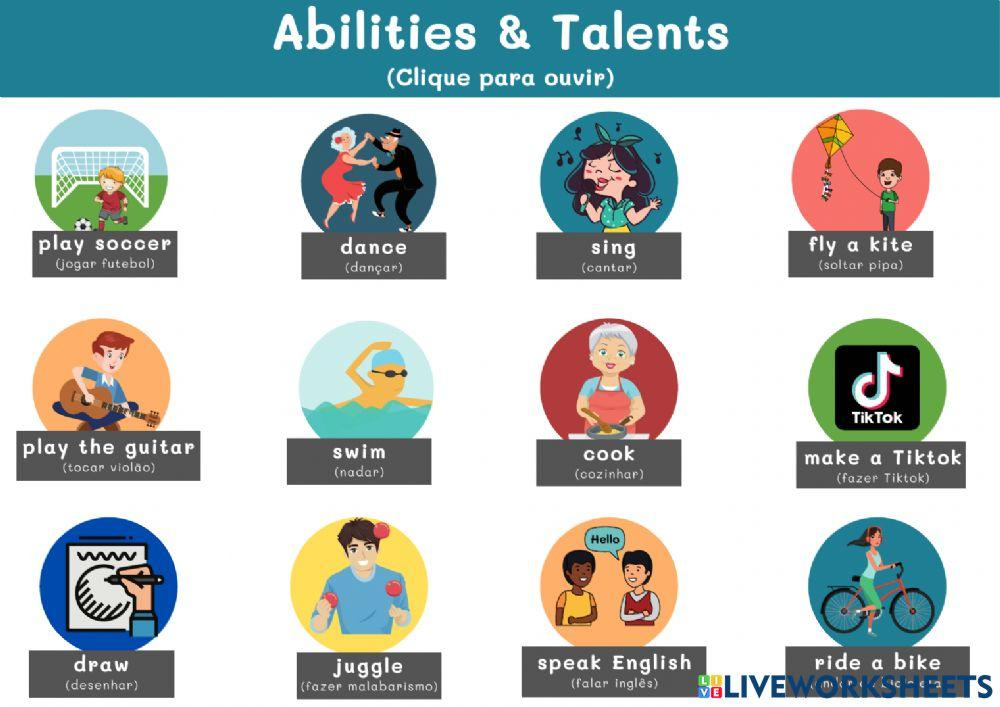 Abilities & Talents
(Clique para ouvir)
play soccer
(jogar futebol)
dance
(dançar)
sing
(cantar)
fly a kite
(soltar pipa)
play the guitar
(tocar violão)
swim
(nadar)
cook
(cozinhar)
TikTok
make a Tiktok
(fazer Tiktok)
draw
(desenhar)
juggle
(fazer malabarismo)
Hello
speak English
(falar inglês)
ride a bike
LIVE LIVEWORKSHEETS